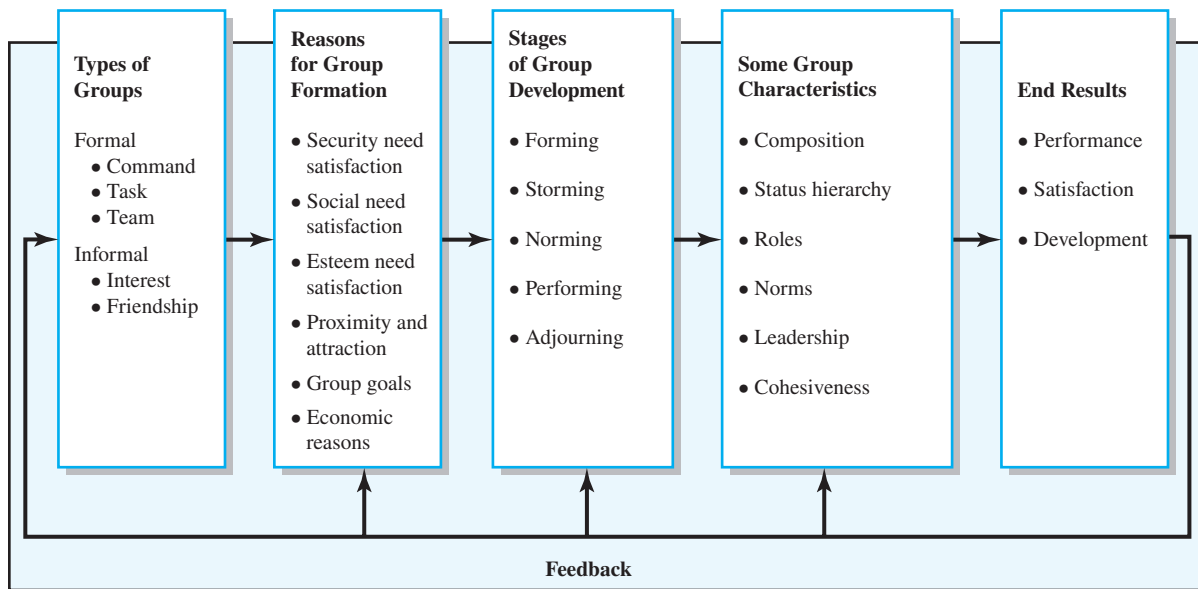 Types of
Groups
Formal
● Command
● Task
● Team
Informal
● Interest
● Friendship
Reasons
for Group
Formation
● Security need
satisfaction
● Social need
satisfaction
● Esteem need
satisfaction
● Proximity and
attraction
● Group goals
● Economic
reasons
Stages
of Group
Development
● Forming
● Storming
● Norming
● Performing
● Adjourning
Some Group
Characteristics
● Composition
● Status hierarchy
● Roles
● Norms
● Leadership
● Cohesiveness
End Results
● Performance
● Satisfaction
● Development
Feedback